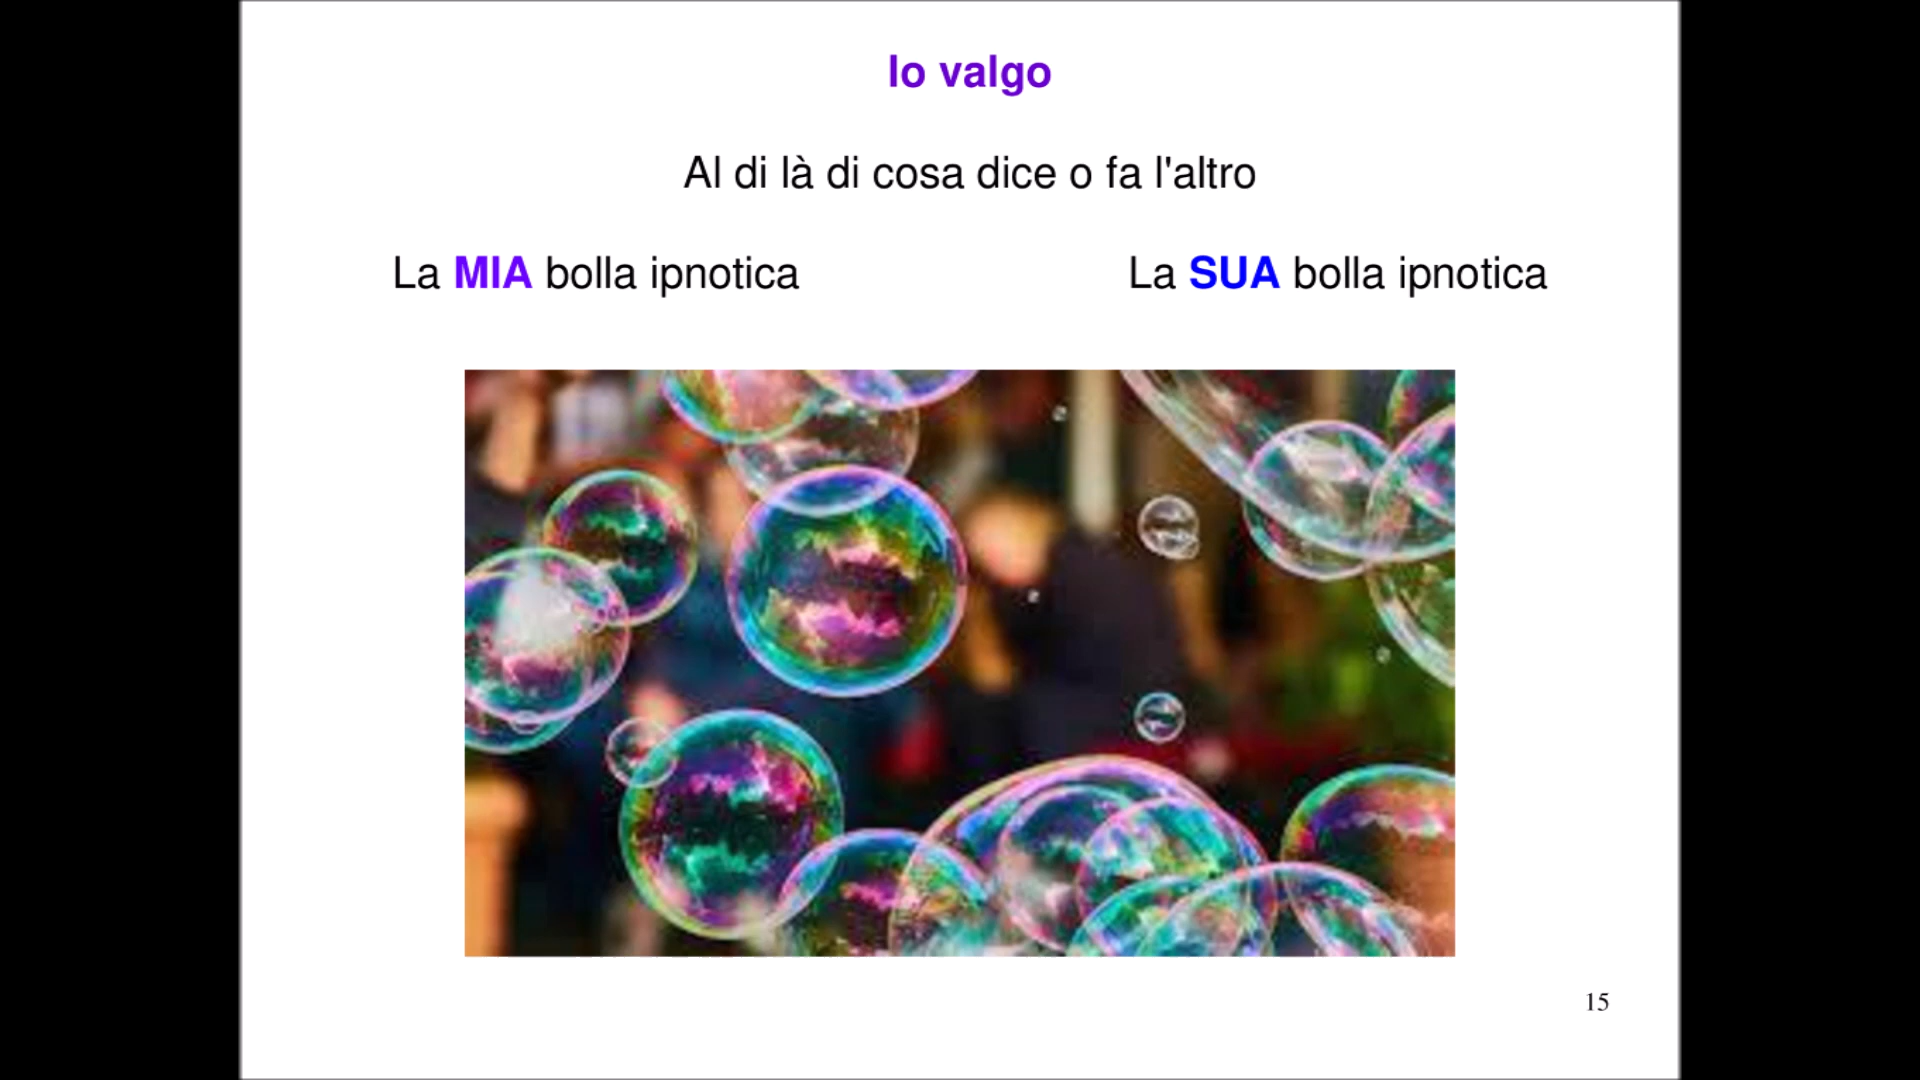 Io valgo
Al di là di cosa dice o fa l'altro
La MIA bolla ipnotica
La SUA bolla ipnotica
15